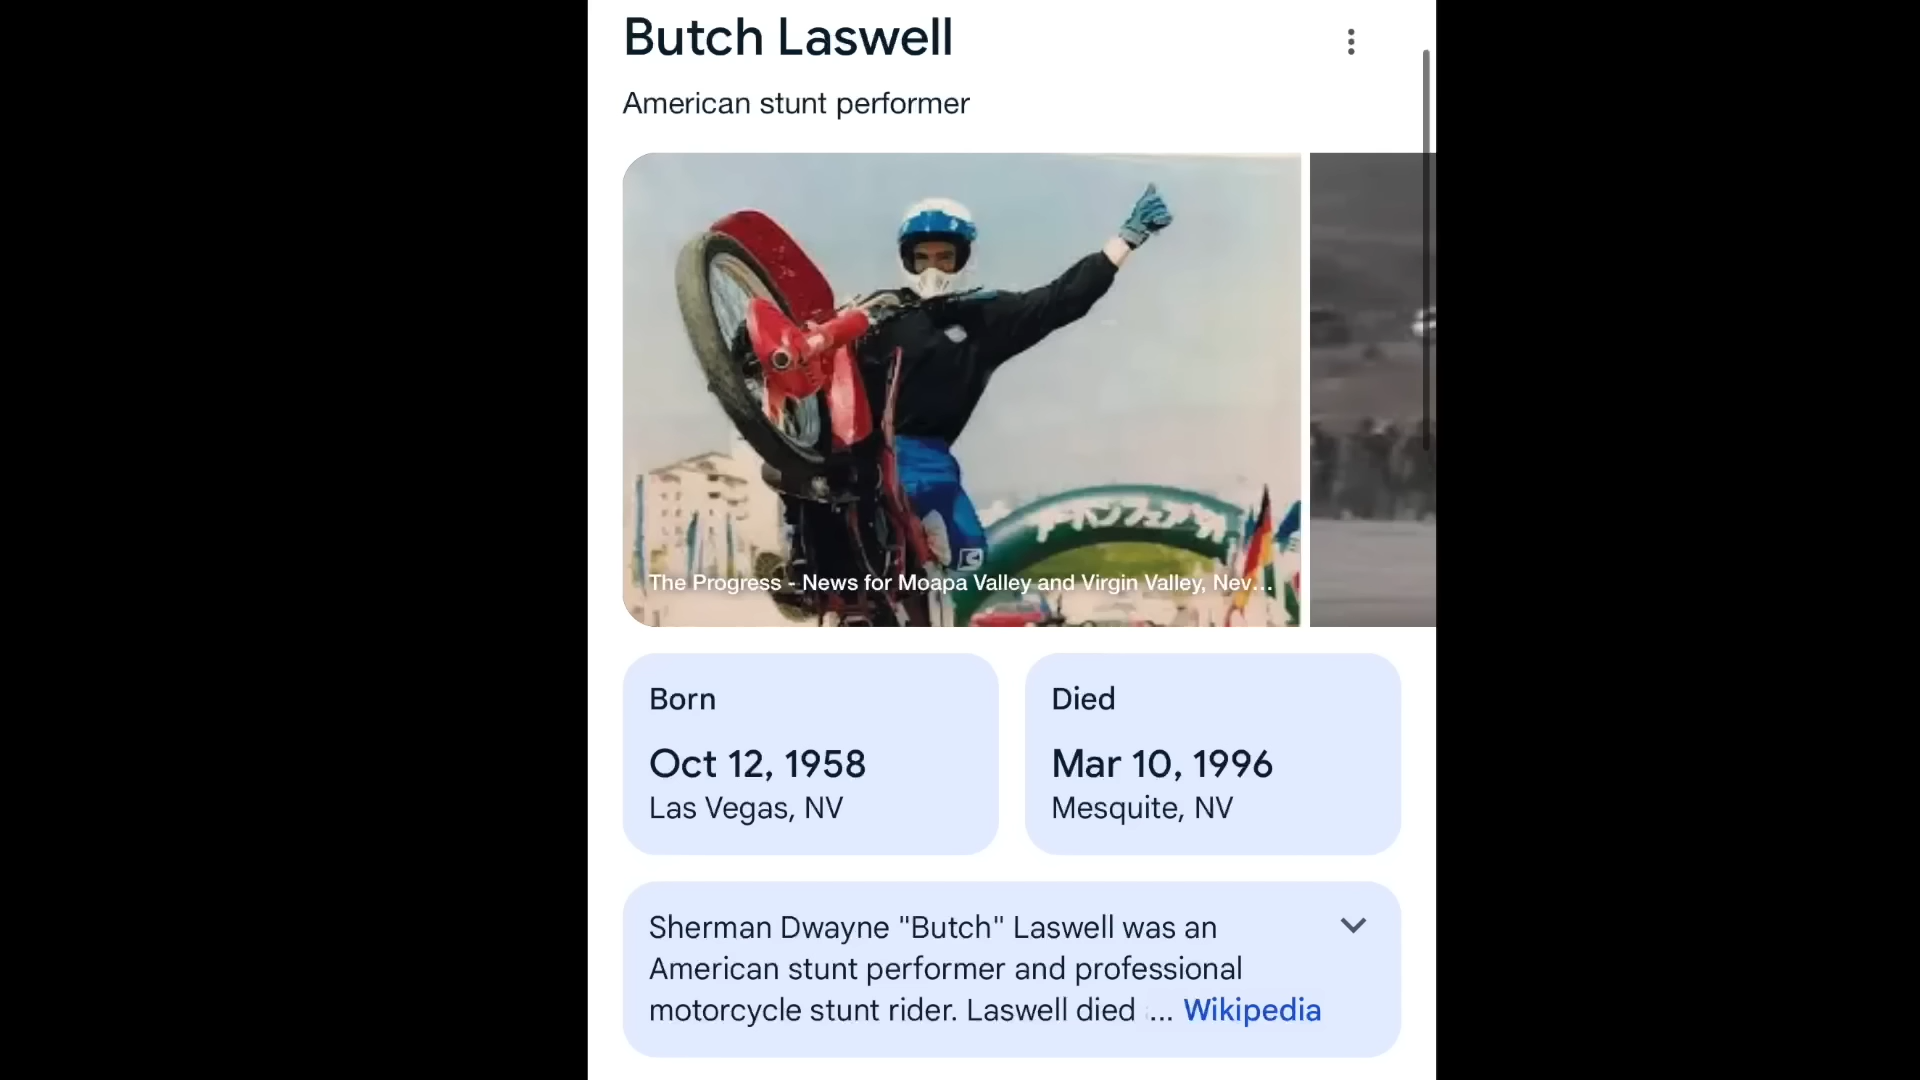 Butch Laswell
American stunt performer
The Progress - News for Moapa Valley and Virgin Valley, Nev...
Born
Oct 12, 1958
Las Vegas, NV
Died
Mar 10, 1996
Mesquite, NV
Sherman Dwayne "Butch" Laswell was an
American stunt performer and professional
motorcycle stunt rider. Laswell died ... Wikipedia